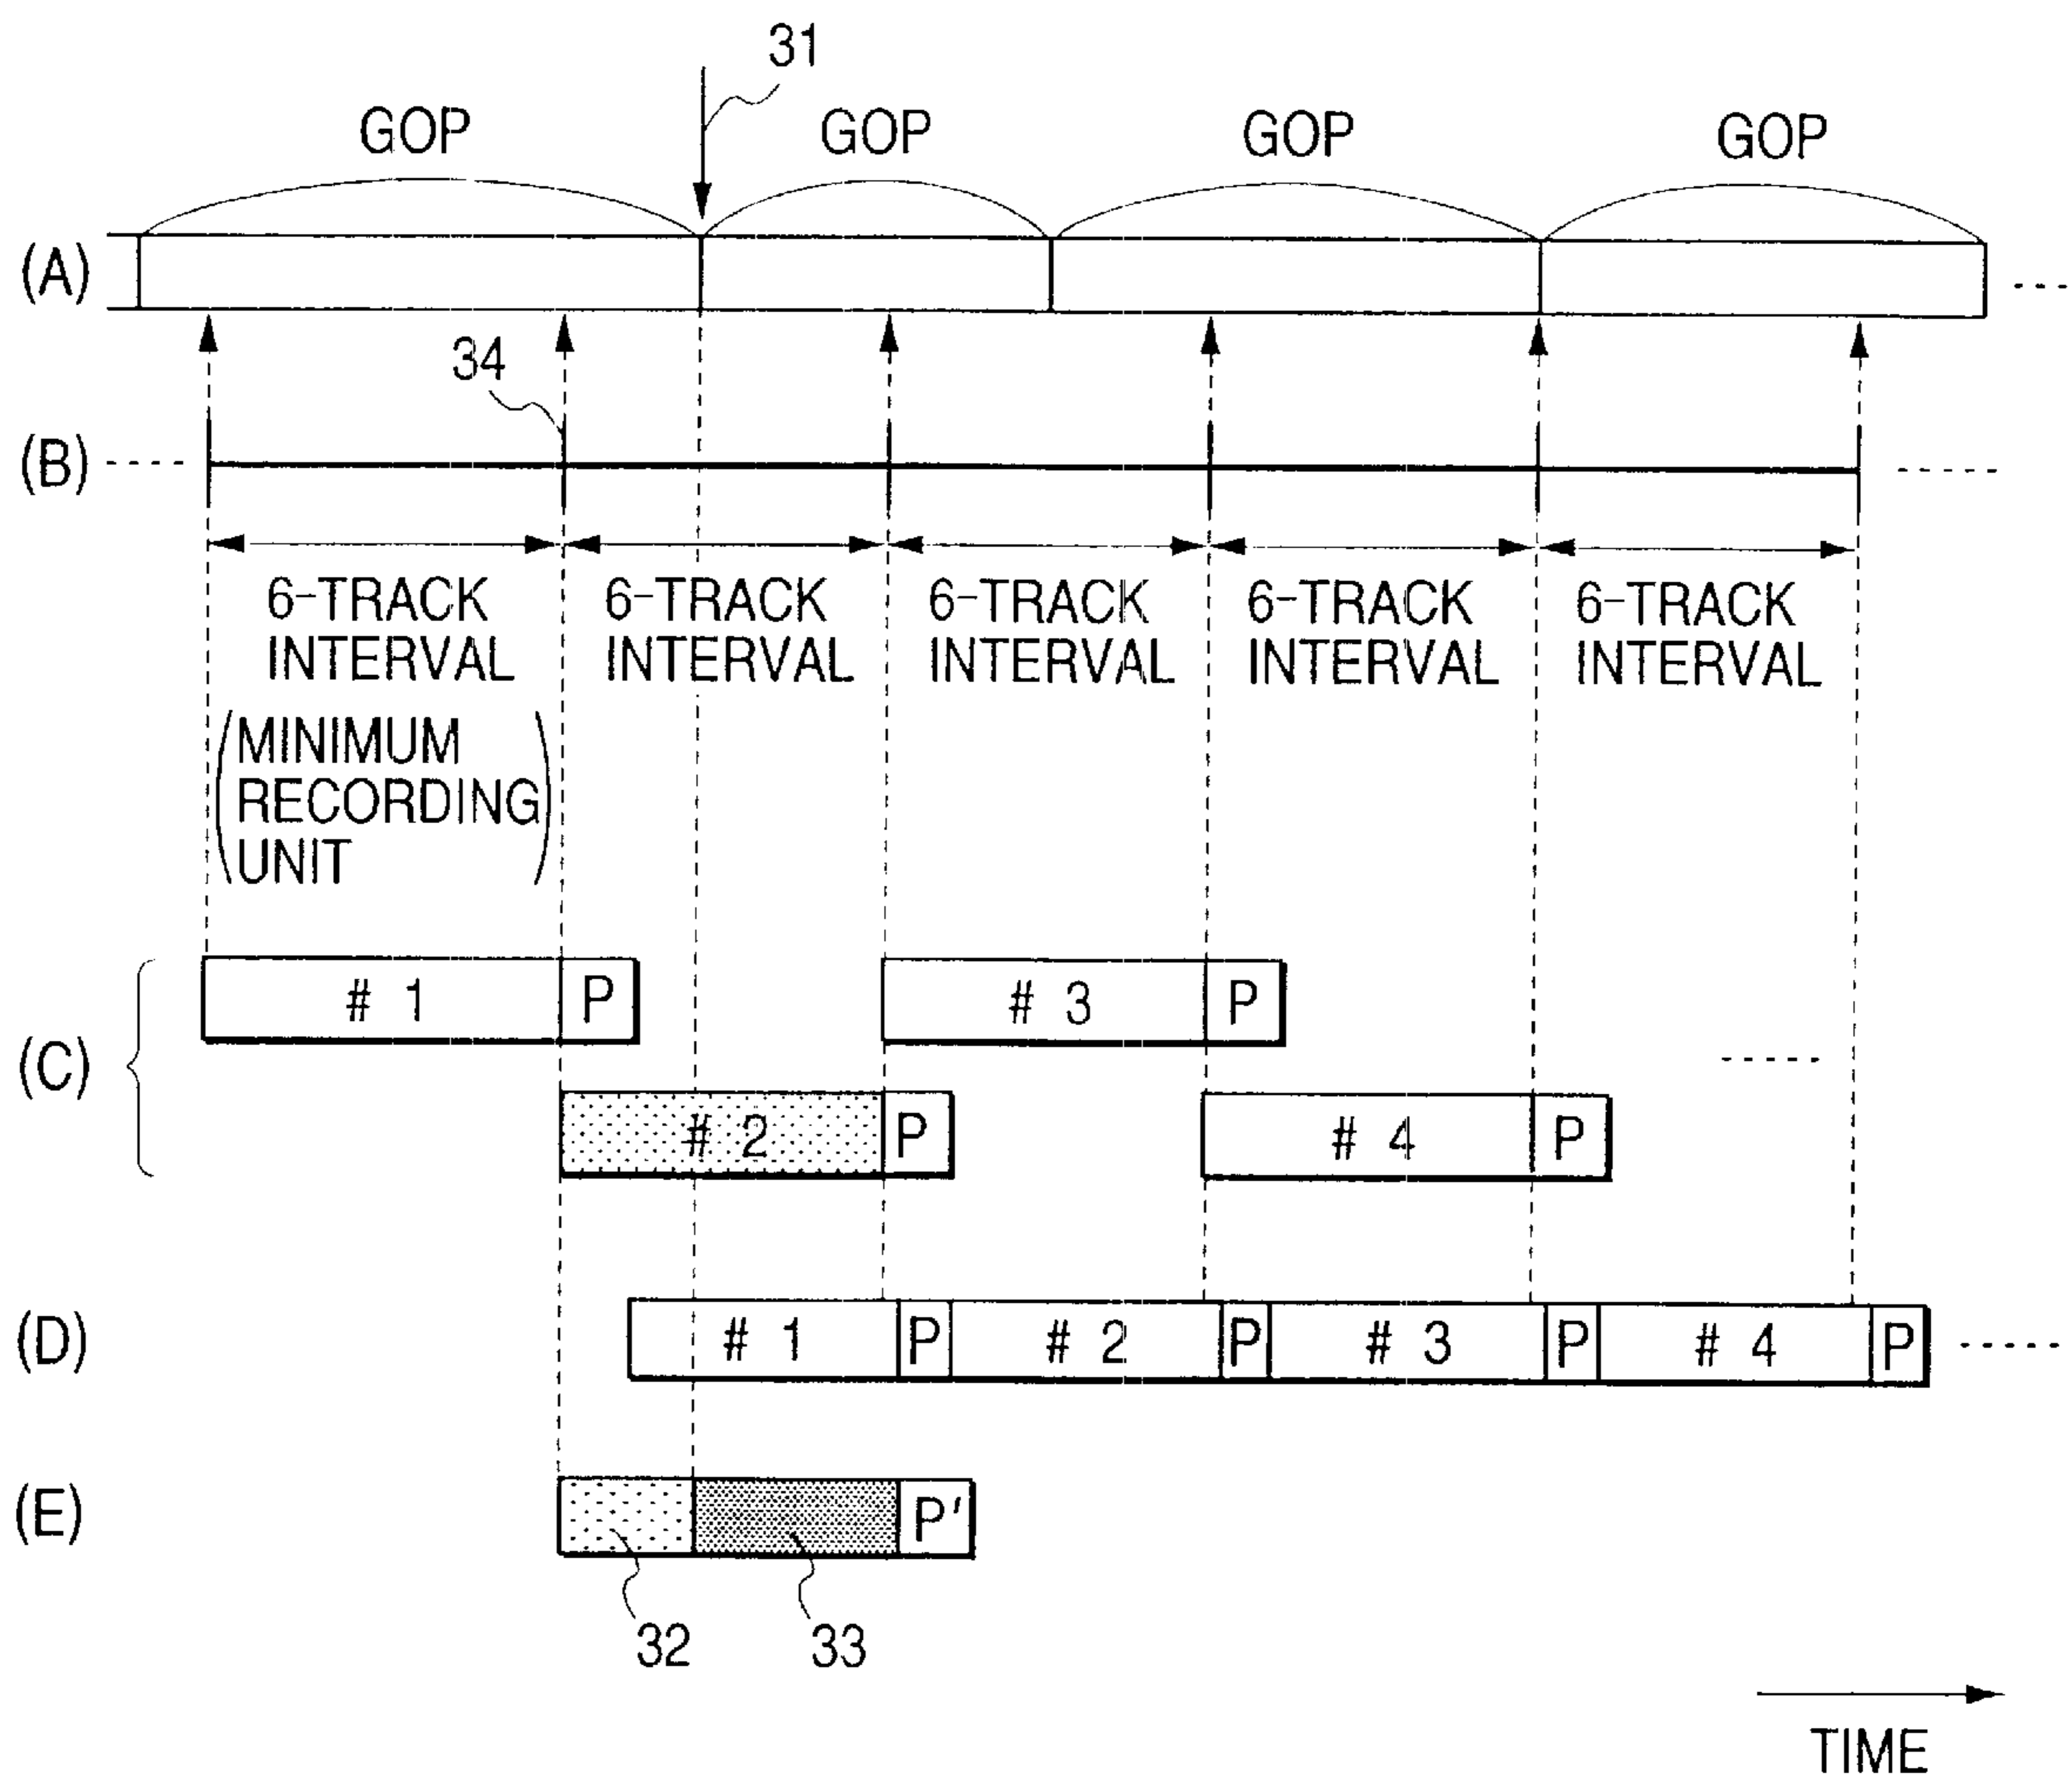 31
GOP GOP GOP GOP
(A) ----
34
(B) ---- ----
6-TRACK INTERVAL
6-TRACK INTERVAL
6-TRACK INTERVAL
6-TRACK INTERVAL
6-TRACK INTERVAL
(MINIMUM
RECORDING
UNIT)
# 1 P # 3 P
(C) -----
# 2 P # 4 P
(D) # 1 P # 2 P # 3 P # 4 P -----
(E) P'
32 33
TIME